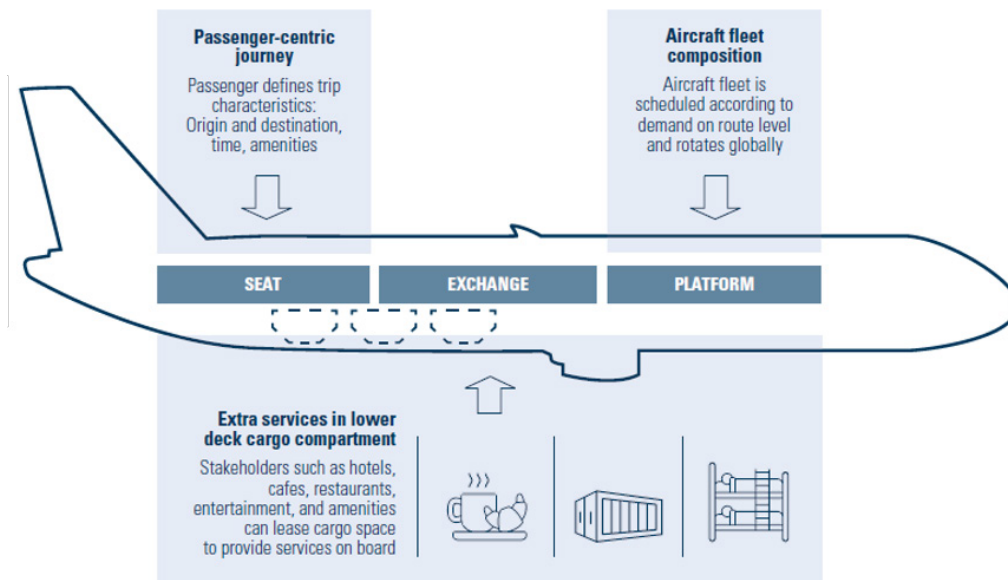 Passenger-centric
journey
Passenger defines trip
characteristics:
Origin and destination,
time, amenities
Aircraft fleet
composition
Aircraft fleet is
scheduled according to
demand on route level
and rotates globally
SEAT
EXCHANGE
PLATFORM
Extra services in lower
deck cargo compartment
Stakeholders such as hotels,
cafes, restaurants,
entertainment, and amenities
can lease cargo space
to provide services on board